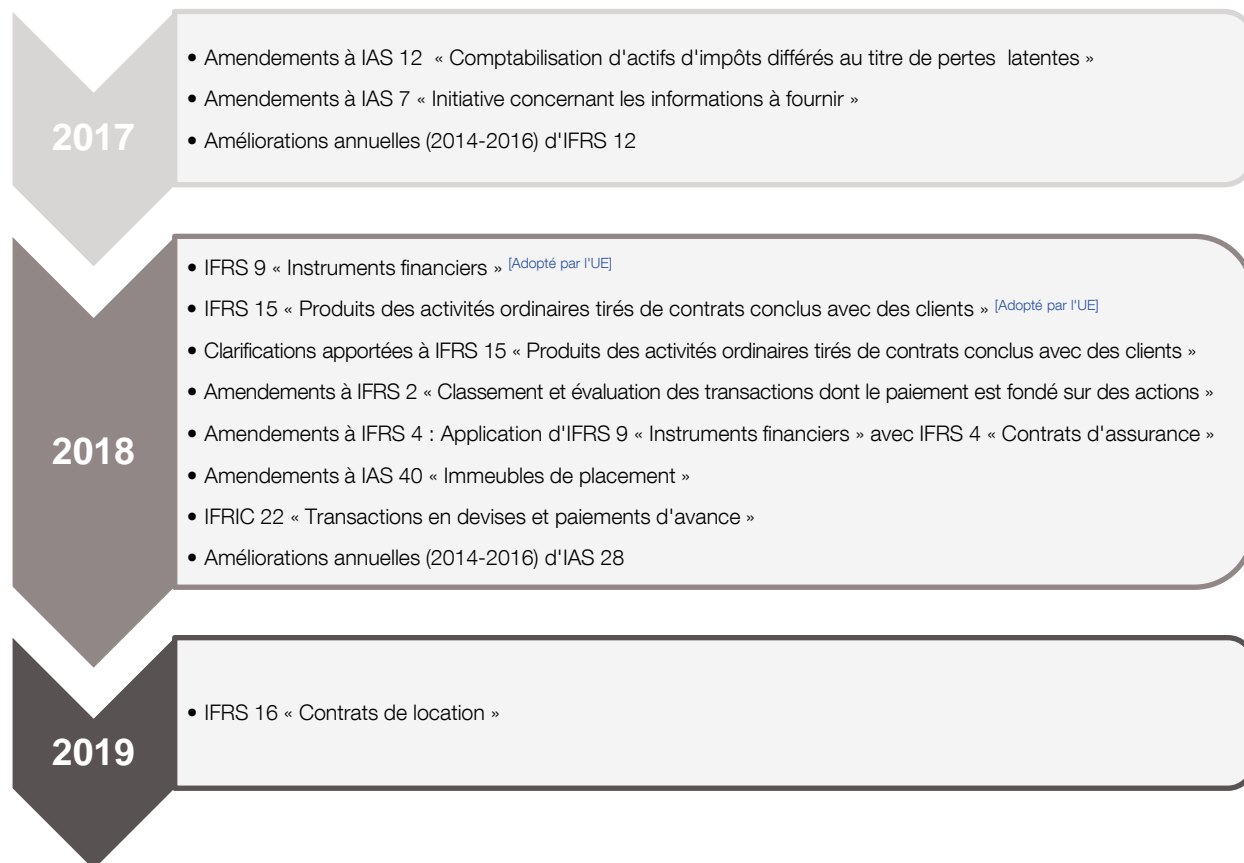 2017
• Amendements à IAS 12 « Comptabilisation d'actifs d'impôts différés au titre de pertes latentes »
• Amendements à IAS 7 « Initiative concernant les informations à fournir »
• Améliorations annuelles (2014-2016) d'IFRS 12
2018
• IFRS 9 « Instruments financiers » [Adopté par l'UE]
• IFRS 15 « Produits des activités ordinaires tirés de contrats conclus avec des clients » [Adopté par l'UE]
• Clarifications apportées à IFRS 15 « Produits des activités ordinaires tirés de contrats conclus avec des clients »
• Amendements à IFRS 2 « Classement et évaluation des transactions dont le paiement est fondé sur des actions »
• Amendements à IFRS 4 : Application d'IFRS 9 « Instruments financiers » avec IFRS 4 « Contrats d'assurance »
• Amendements à IAS 40 « Immeubles de placement »
• IFRIC 22 « Transactions en devises et paiements d'avance »
• Améliorations annuelles (2014-2016) d'IAS 28
2019
• IFRS 16 « Contrats de location »